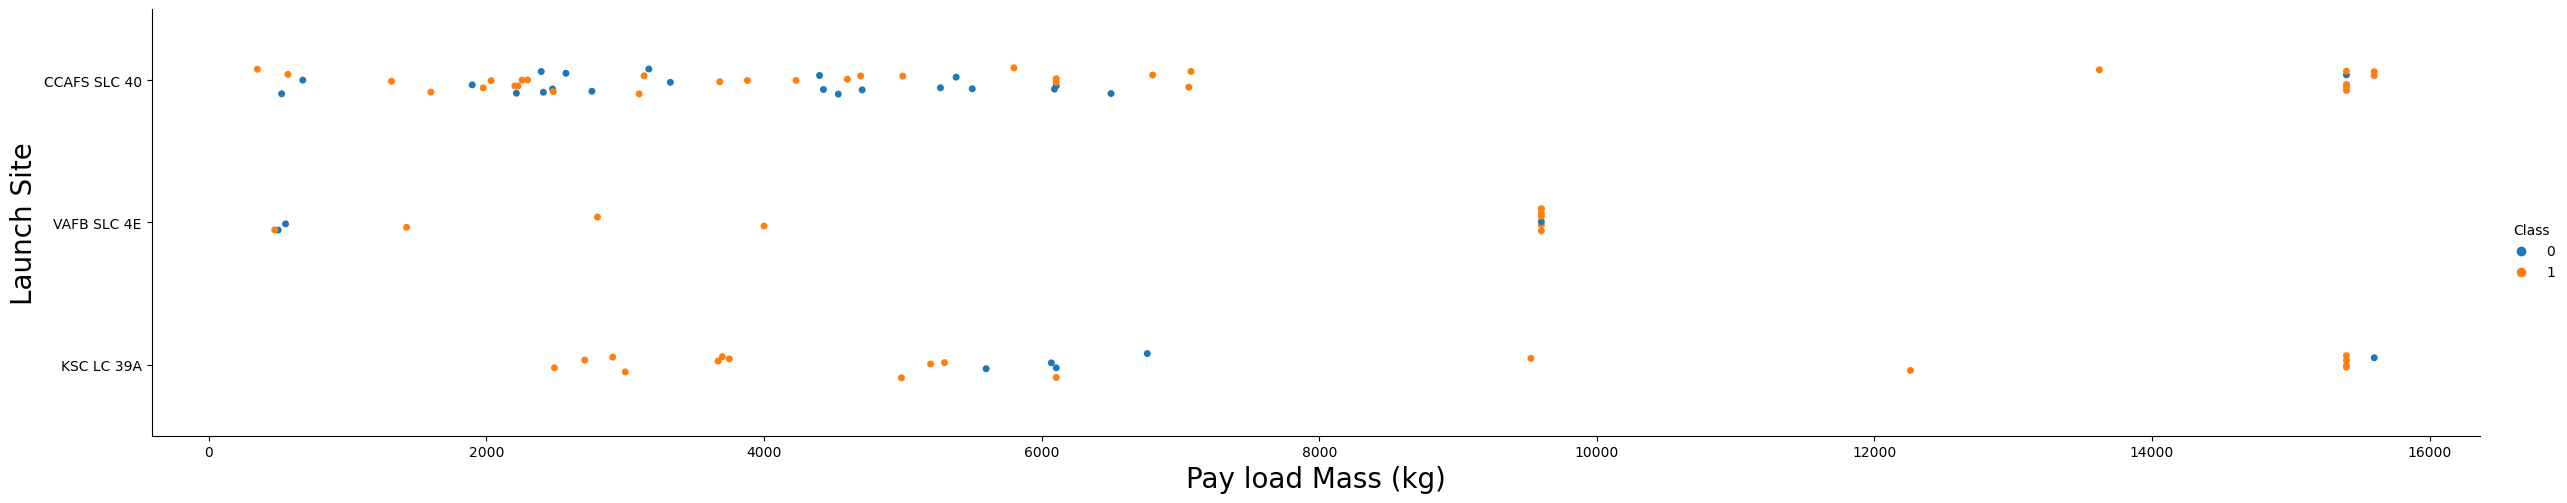 Launch Site
CCAFS SLC 40
VAFB SLC 4E
KSC LC 39A
0 2000 4000 6000 8000 10000 12000 14000 16000
Pay load Mass (kg)
Class
0
1